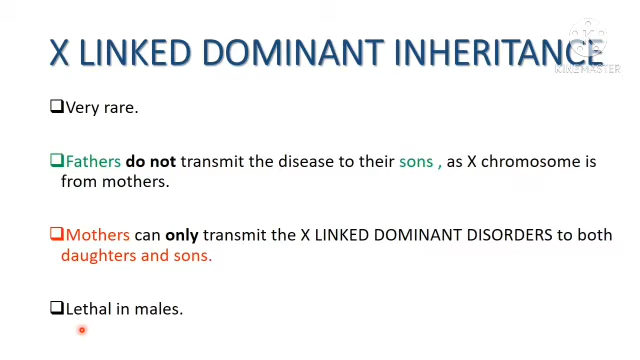 X LINKED DOMINANT INHERITANCE
KINEMASTER
❑Very rare.
❑Fathers do not transmit the disease to their sons , as X chromosome is
from mothers.
❑Mothers can only transmit the X LINKED DOMINANT DISORDERS to both
daughters and sons.
❑Lethal in males.